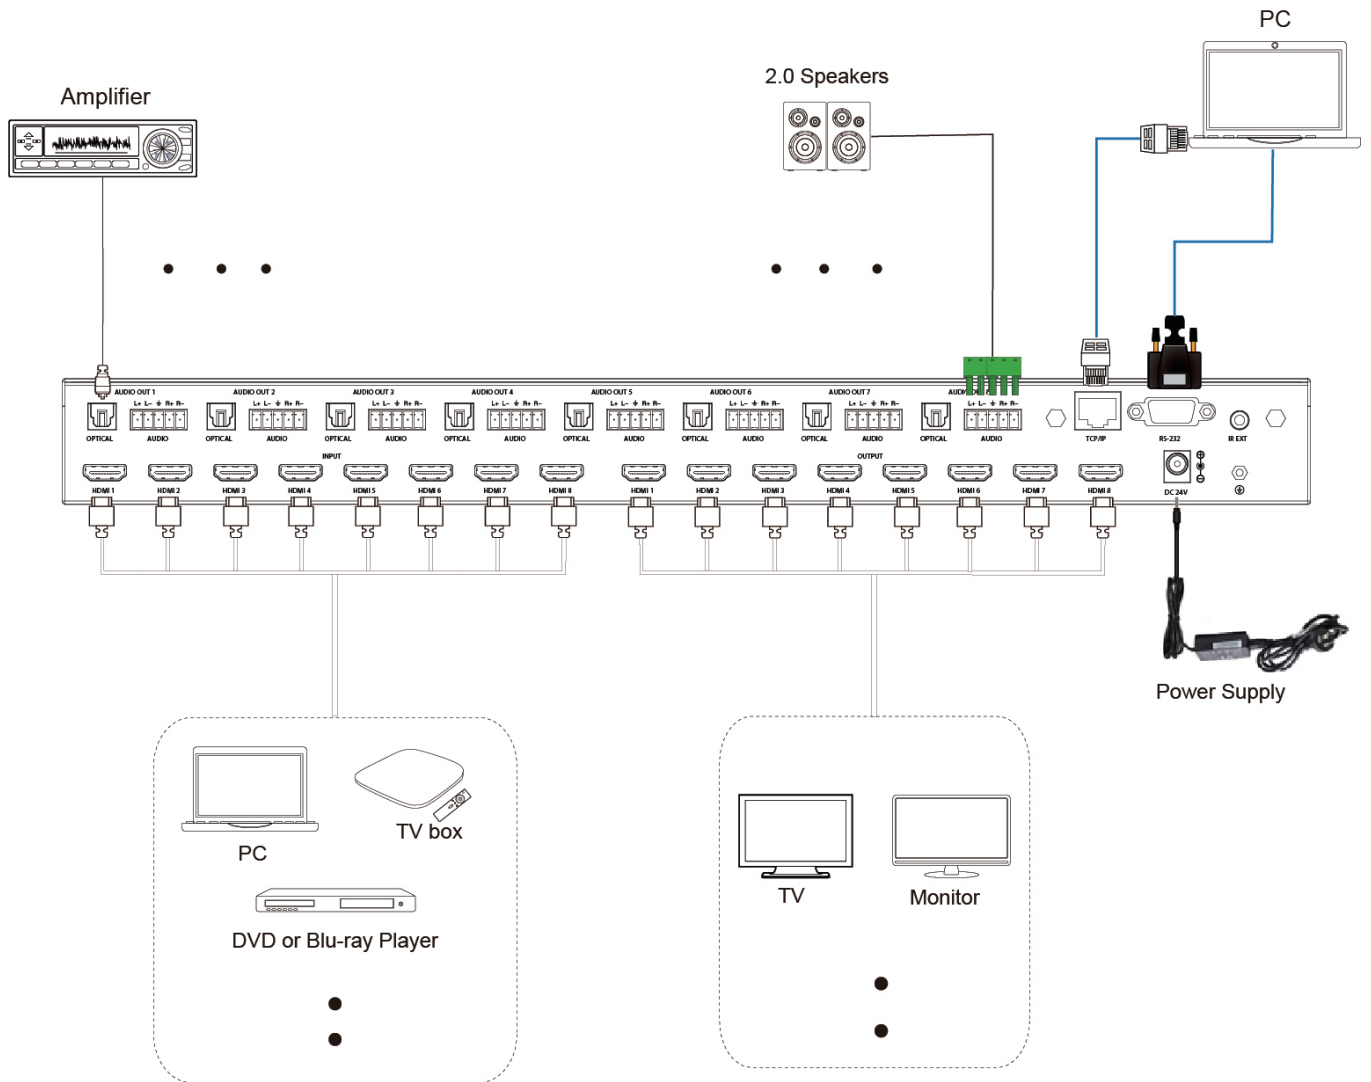 PC
2.0 Speakers
Amplifier
AUDIO OUT 1 AUDIO OUT 2 AUDIO OUT 3 AUDIO OUT 4 AUDIO OUT 5 AUDIO OUT 6 AUDIO OUT 7
L+ L- R+ R- L+ L- R+ R- L+ L- R+ R- L+ L- R+ R- L+ L- R+ R- L+ L- R+ R- L+ L- R+ R- L+ L- R+ R-
OPTICAL AUDIO OPTICAL AUDIO OPTICAL AUDIO OPTICAL AUDIO OPTICAL AUDIO OPTICAL AUDIO OPTICAL AUDIO OPTICAL AUDIO TCP/IP RS-232 IR EXT
INPUT OUTPUT
HDMI 1 HDMI 2 HDMI 3 HDMI 4 HDMI 5 HDMI 6 HDMI 7 HDMI 8 HDMI 1 HDMI 2 HDMI 3 HDMI 4 HDMI 5 HDMI 6 HDMI 7 HDMI 8 DC 24V
Power Supply
TV box
PC
TV
Monitor
DVD or Blu-ray Player